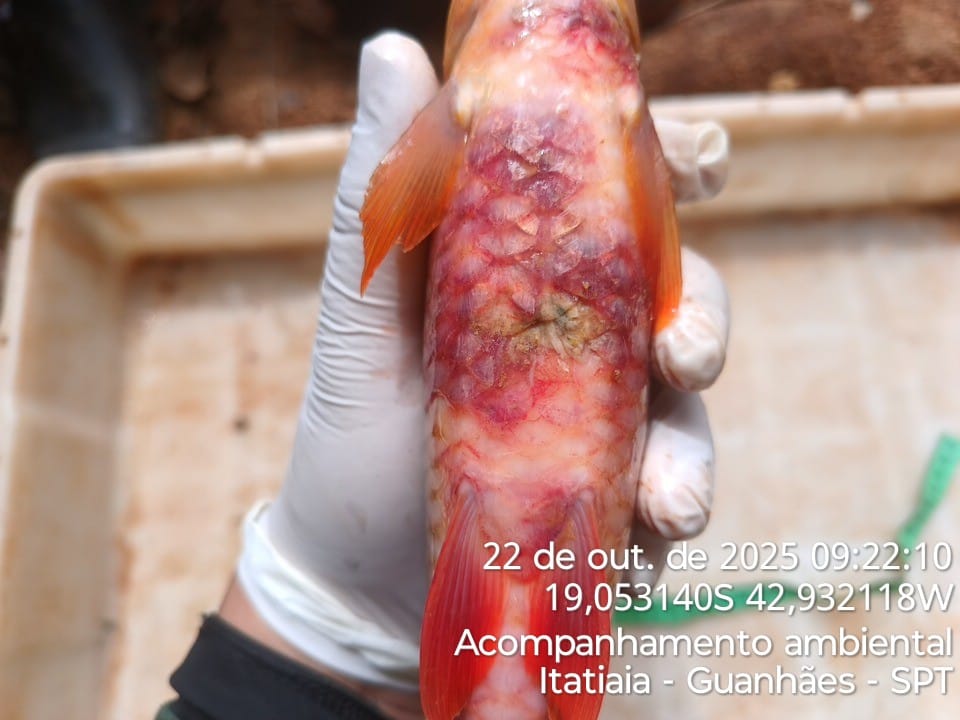 22 de out. de 2025 09:22:10
19,053140S 42,932118W
Acompanhamento ambiental
Itatiaia - Guanhães - SPT